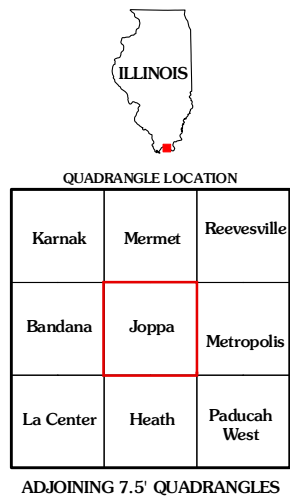 ILLINOIS
QUADRANGLE LOCATION
Karnak
Mermet
Reevesville
Bandana
Joppa
Metropolis
La Center
Heath
Paducah
West
ADJOINING 7.5' QUADRANGLES